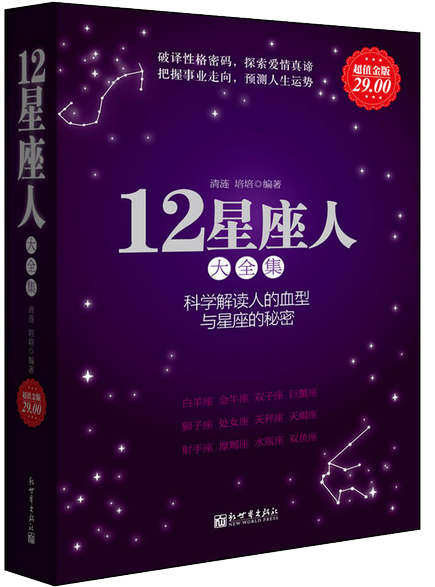 12星座人
大全集
清涟 培培◎编著
超值金版
29.00
新世界出版社
破译性格密码，探索爱情真谛
把握事业走向，预测人生运势
超值金版
29.00
清涟 培培◎编著
12星座人
大全集
科学解读人的血型
与星座的秘密
白羊座 金牛座 双子座 巨蟹座
狮子座 处女座 天秤座 天蝎座
射手座 摩羯座 水瓶座 双鱼座
新世界出版社
NEW WORLD PRESS